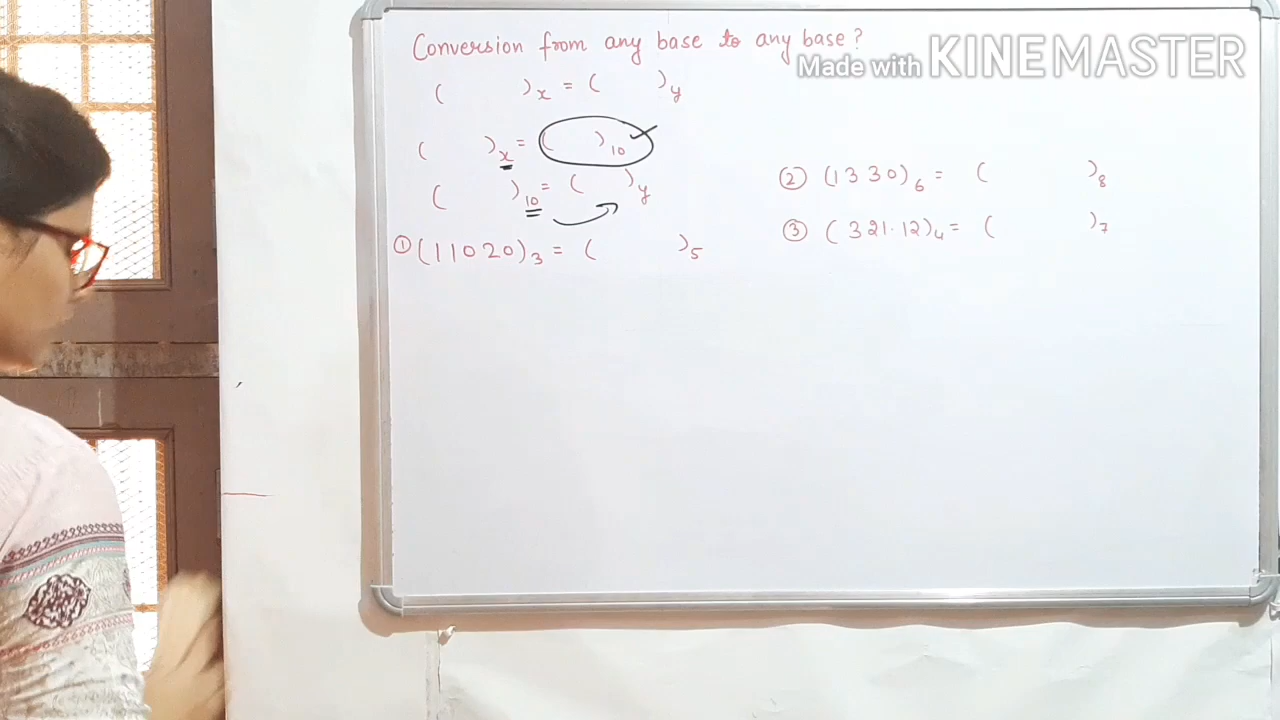 Conversion from any base to any base?
Made with KINEMASTER
( )x = ( )y
( )x = ( )10
( )10 = ( )y
① (11020)3 = ( )5
② (1330)6 = ( )8
③ (321.12)4 = ( )7